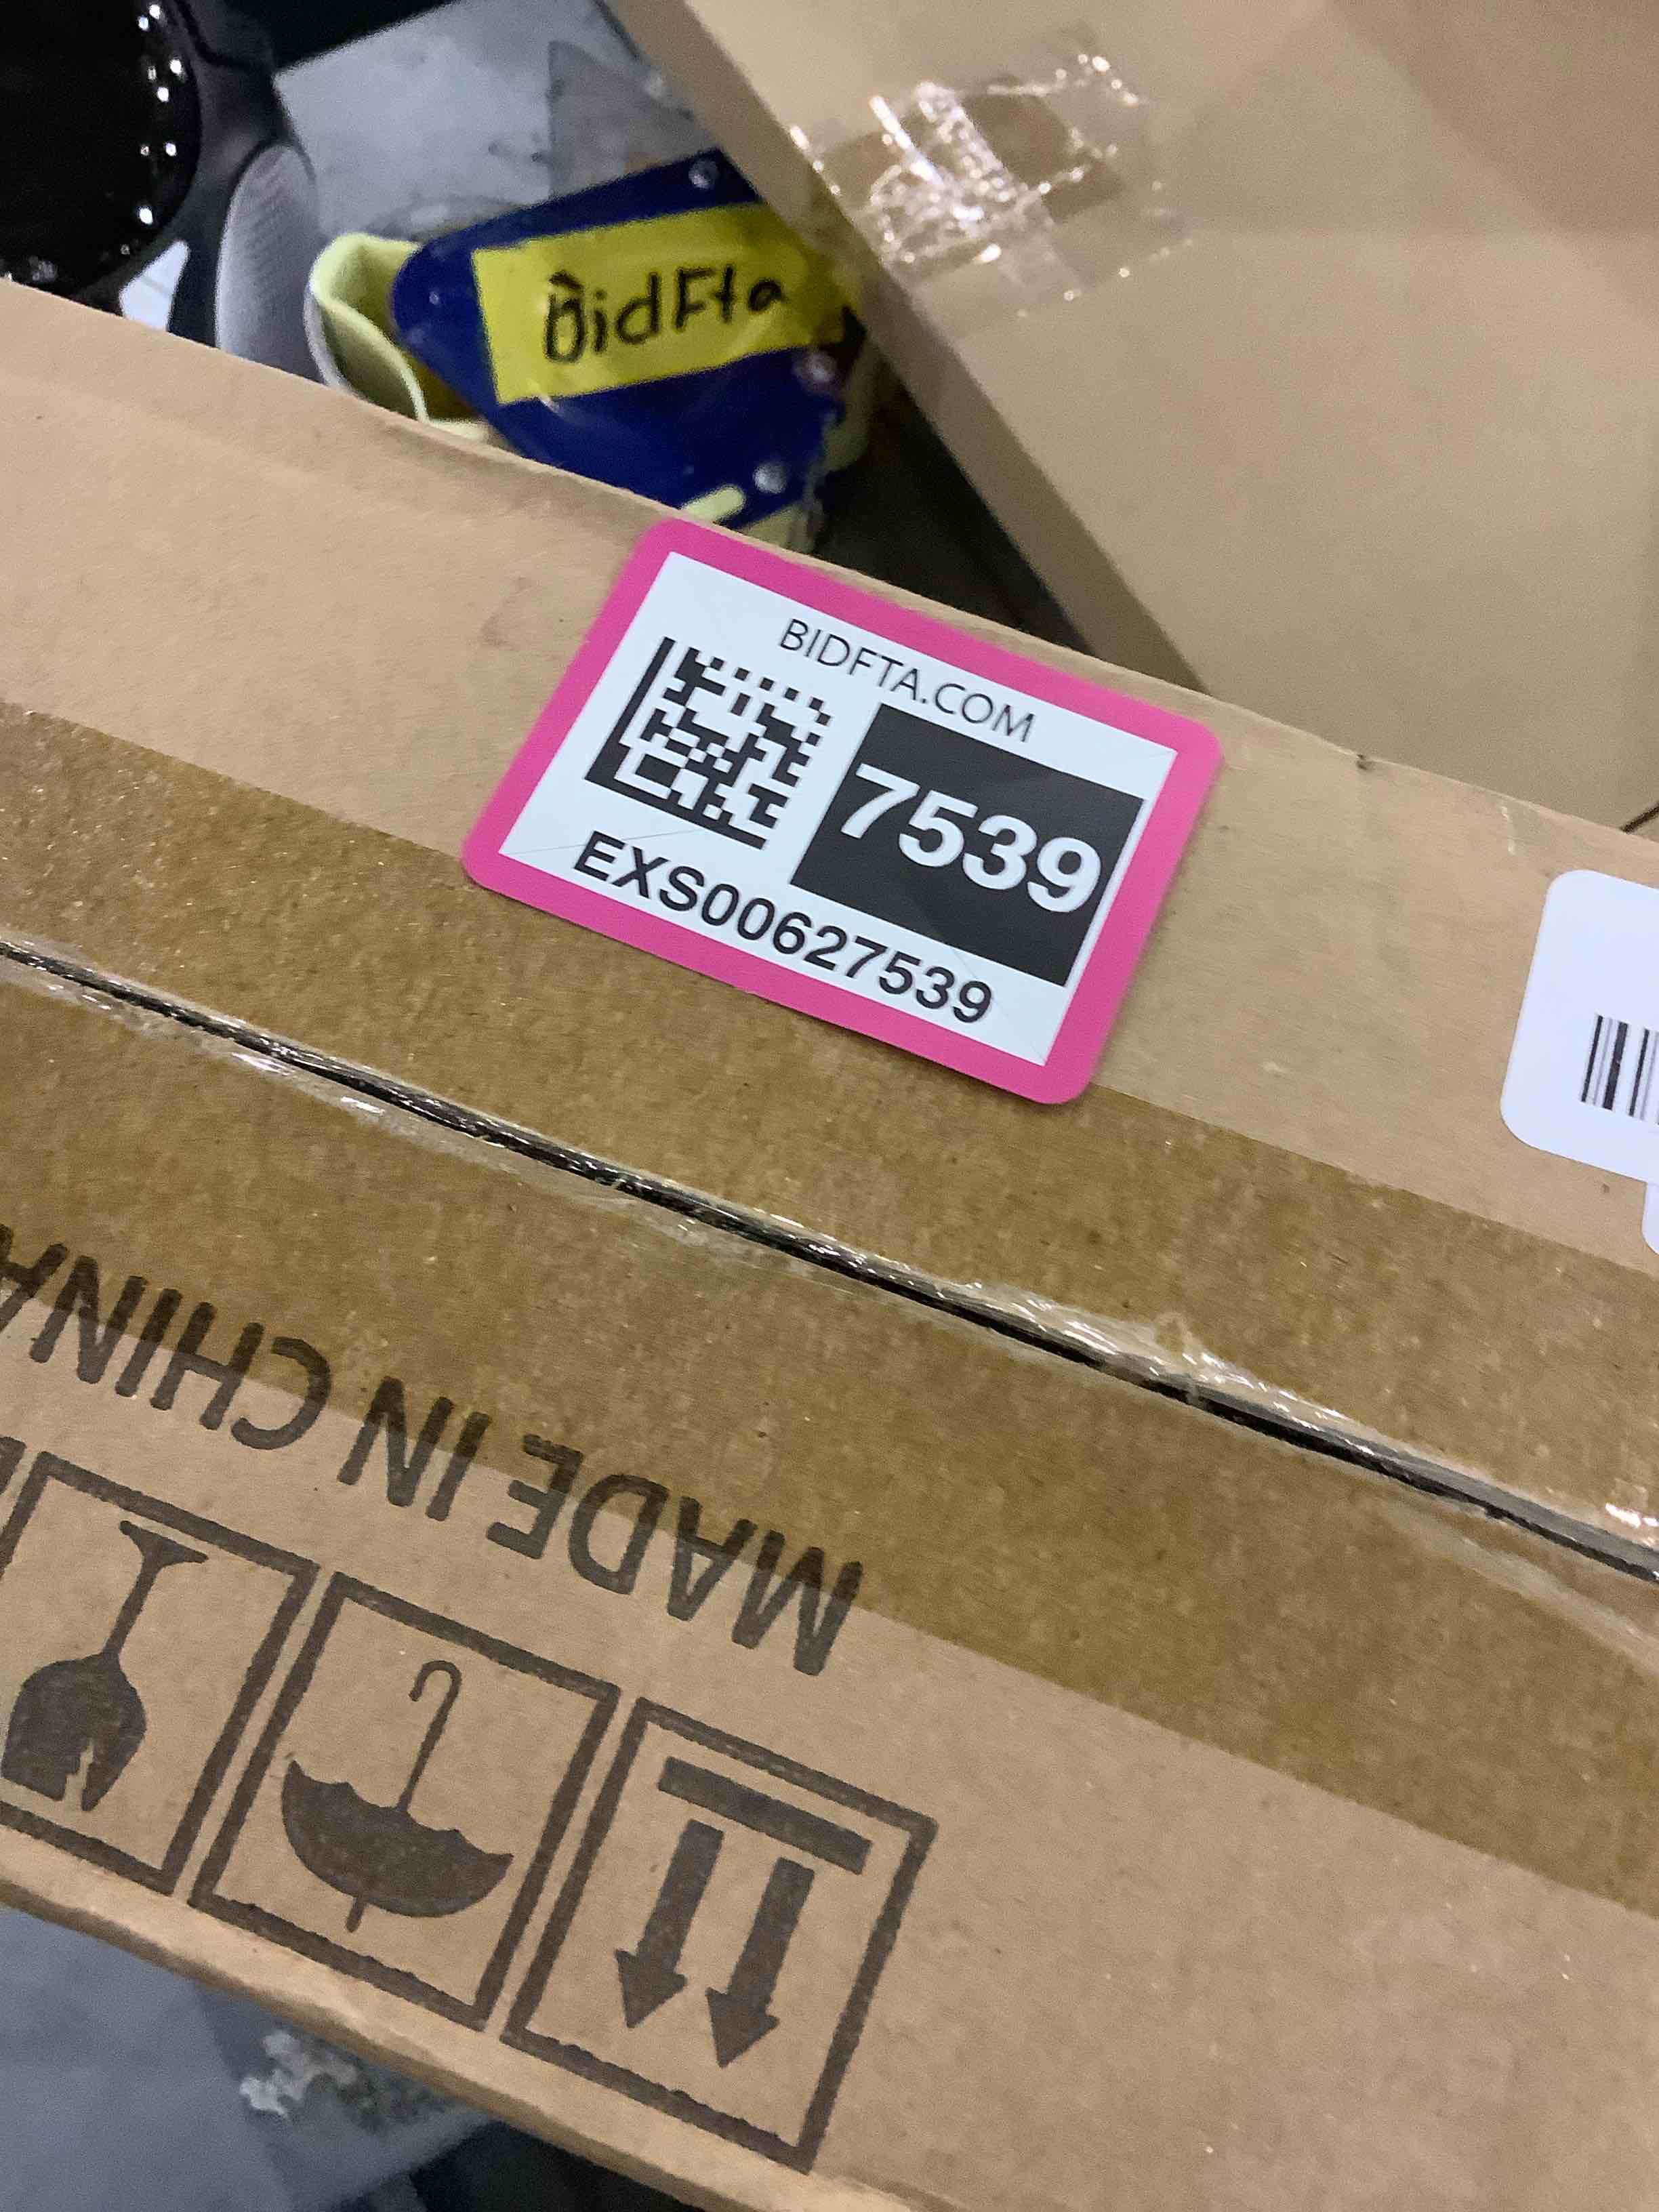 BidFta
BIDFTA.COM
7539
EXS00627539
MADE IN CHINA